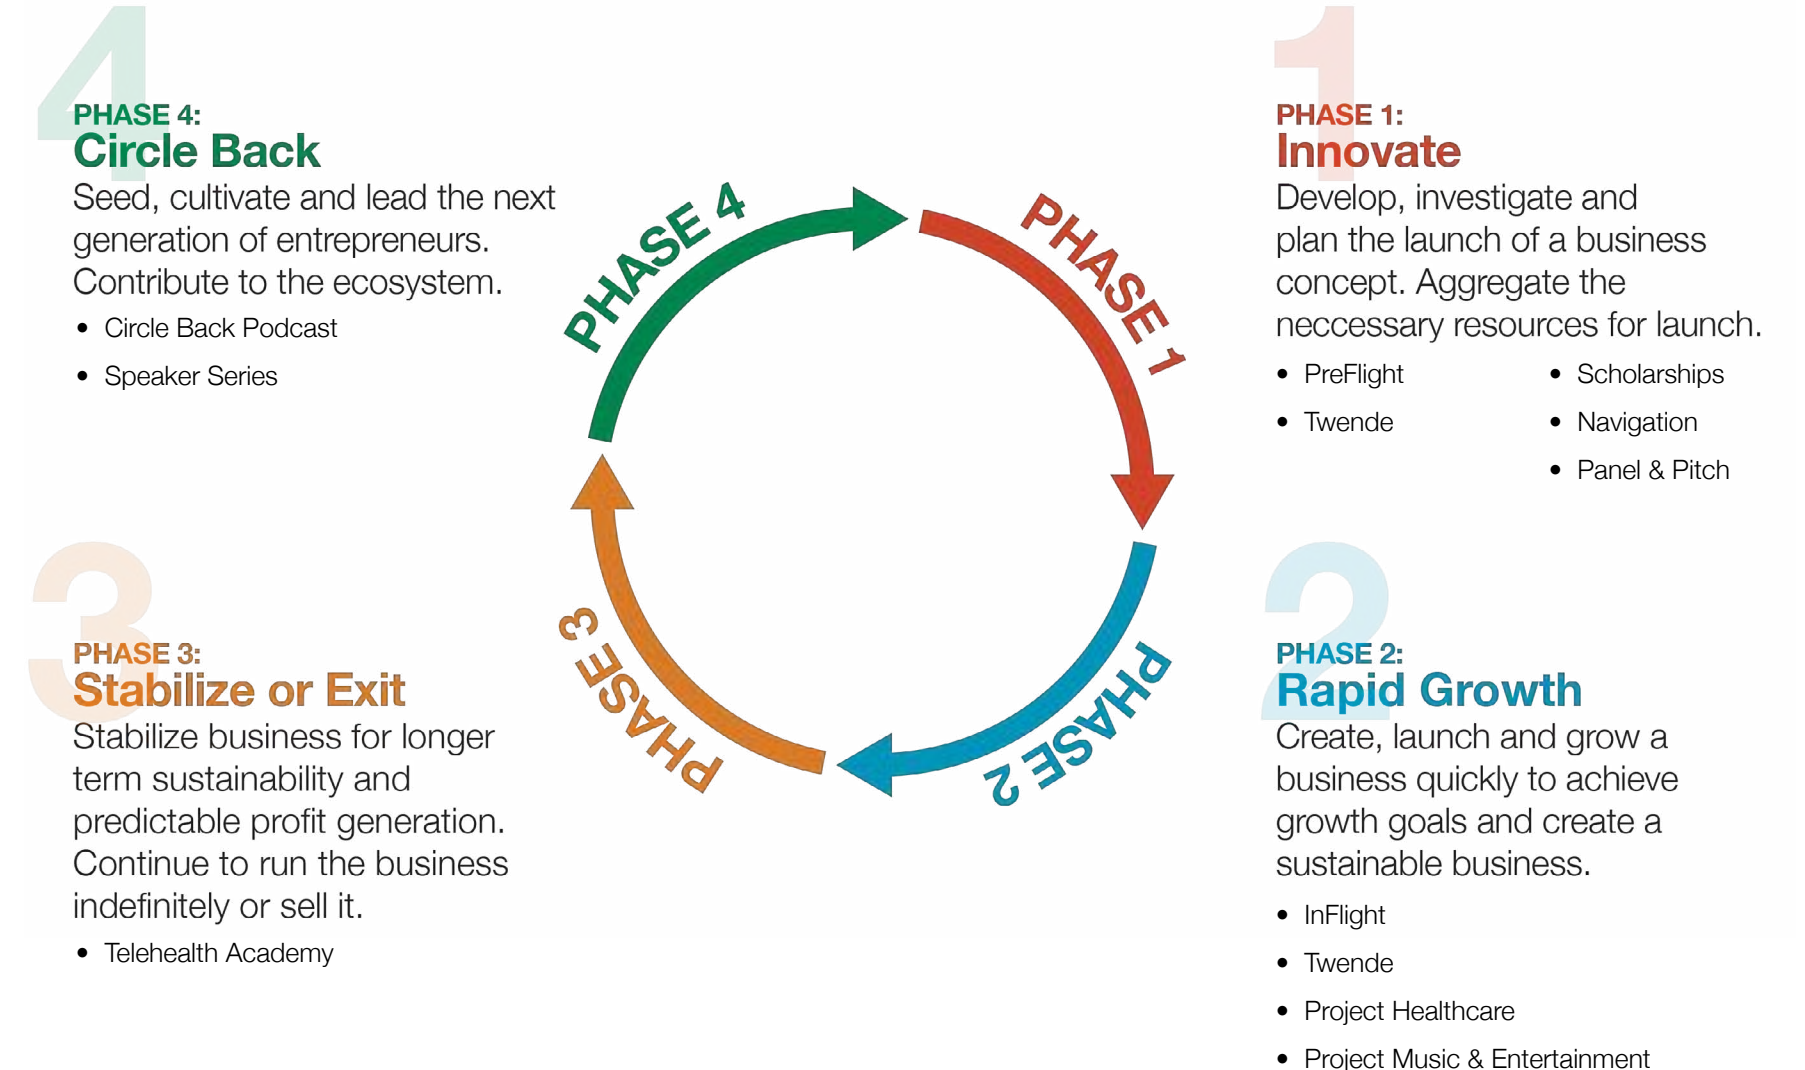 4
PHASE 4:
Circle Back
Seed, cultivate and lead the next
generation of entrepreneurs.
Contribute to the ecosystem.
• Circle Back Podcast
• Speaker Series
1
PHASE 1:
Innovate
Develop, investigate and
plan the launch of a business
concept. Aggregate the
neccessary resources for launch.
• PreFlight
• Twende
• Scholarships
• Navigation
• Panel & Pitch
PHASE 4
PHASE 1
PHASE 3
PHASE 2
3
PHASE 3:
Stabilize or Exit
Stabilize business for longer
term sustainability and
predictable profit generation.
Continue to run the business
indefinitely or sell it.
• Telehealth Academy
2
PHASE 2:
Rapid Growth
Create, launch and grow a
business quickly to achieve
growth goals and create a
sustainable business.
• InFlight
• Twende
• Project Healthcare
• Project Music & Entertainment